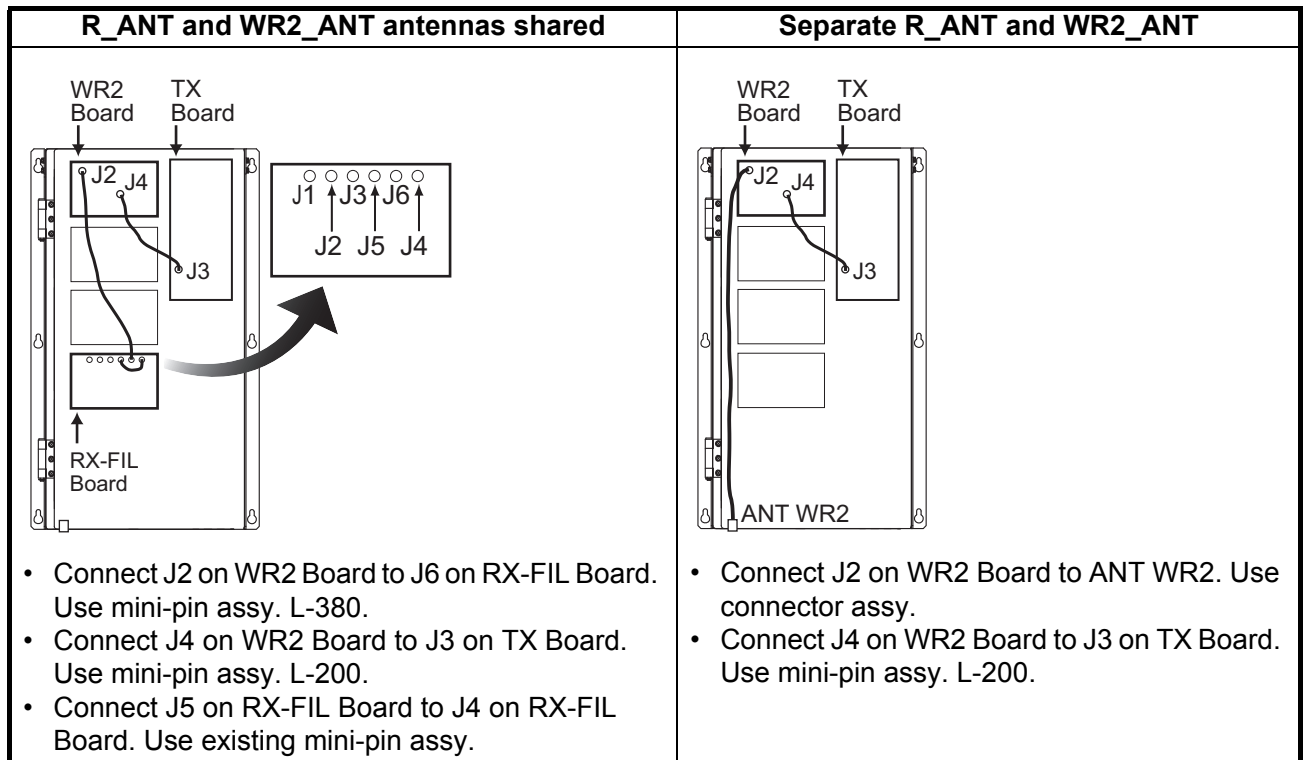 R_ANT and WR2_ANT antennas shared
WR2 Board
TX Board
J2
J4
J3
RX-FIL Board
J1 J3 J6
J2 J5 J4
• Connect J2 on WR2 Board to J6 on RX-FIL Board.
Use mini-pin assy. L-380.
• Connect J4 on WR2 Board to J3 on TX Board.
Use mini-pin assy. L-200.
• Connect J5 on RX-FIL Board to J4 on RX-FIL
Board. Use existing mini-pin assy.
Separate R_ANT and WR2_ANT
WR2 Board
TX Board
J2
J4
J3
ANT WR2
• Connect J2 on WR2 Board to ANT WR2. Use
connector assy.
• Connect J4 on WR2 Board to J3 on TX Board.
Use mini-pin assy. L-200.